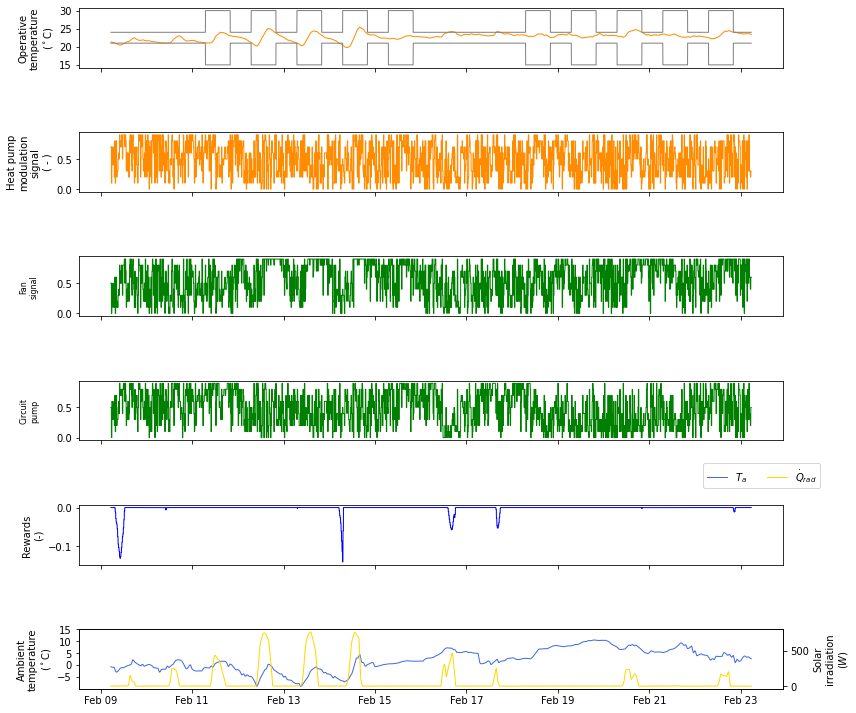 Operative
temperature
(°C)
30
25
20
15
Heat pump
modulation
signal
( - )
0.5
0.0
Fan
signal
0.5
0.0
Circuit
pump
0.5
0.0
T_a Q̇_rad
Rewards
(-)
0.0
−0.1
Ambient
temperature
(°C)
15
10
5
0
−5
500
0
Solar
irradiation
(W)
Feb 09 Feb 11 Feb 13 Feb 15 Feb 17 Feb 19 Feb 21 Feb 23